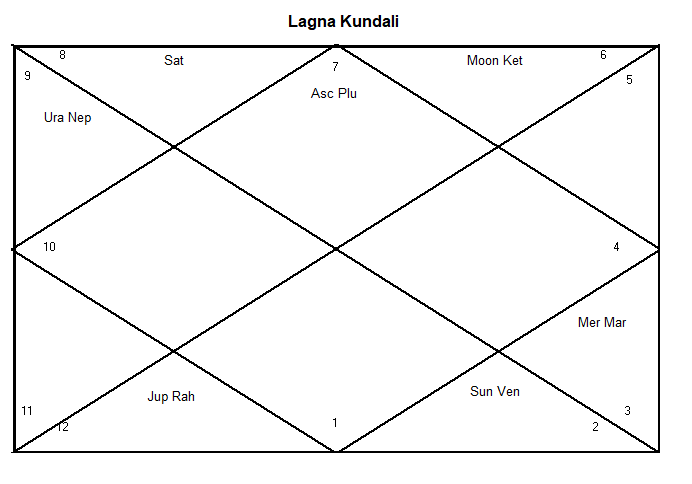 Lagna Kundali
8
Sat
7
Moon Ket
6
9
5
Asc Plu
Ura Nep
10
4
Mer Mar
Jup Rah
Sun Ven
11
12
1
2
3